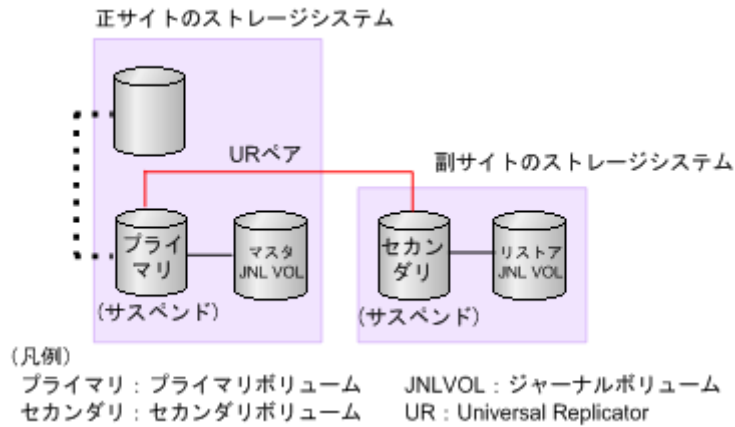 正サイトのストレージシステム
URペア
副サイトのストレージシステム
プライ
マリ
マスタ
JNL VOL
セカン
ダリ
リストア
JNL VOL
(サスペンド)
(サスペンド)
(凡例)
プライマリ：プライマリボリューム
JNLVOL：ジャーナルボリューム
セカンダリ：セカンダリボリューム
UR：Universal Replicator